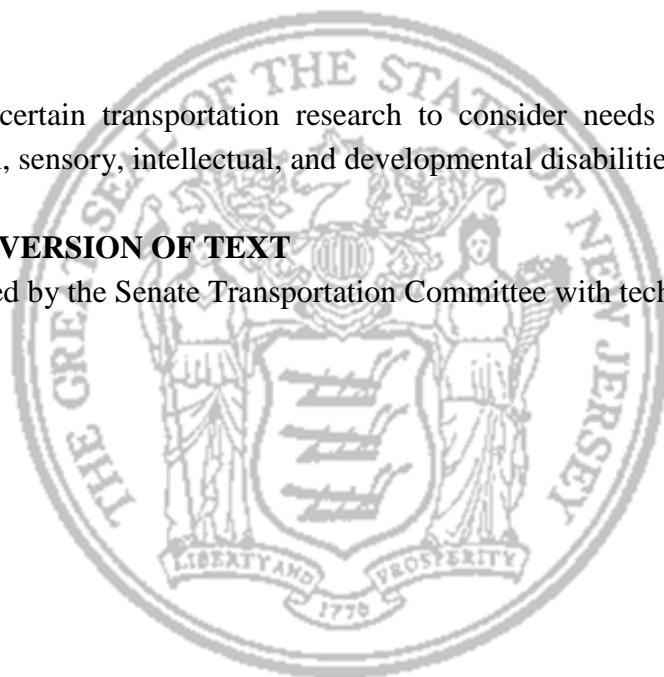 certain transportation research to consider needs
, sensory, intellectual, and developmental disabilitie
VERSION OF TEXT
ed by the Senate Transportation Committee with tech
THE GREAT SEAL OF THE STATE OF NEW JERSEY
LIBERTY AND PROSPERITY
1776